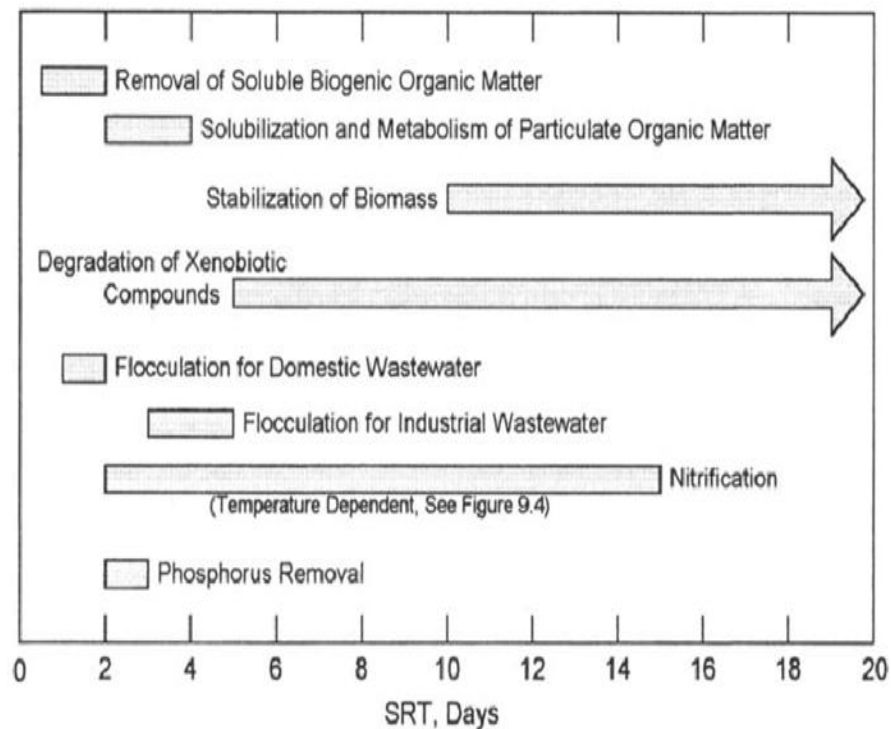 Removal of Soluble Biogenic Organic Matter
Solubilization and Metabolism of Particulate Organic Matter
Stabilization of Biomass
Degradation of Xenobiotic
Compounds
Flocculation for Domestic Wastewater
Flocculation for Industrial Wastewater
Nitrification
(Temperature Dependent, See Figure 9.4)
Phosphorus Removal
0 2 4 6 8 10 12 14 16 18 20
SRT, Days